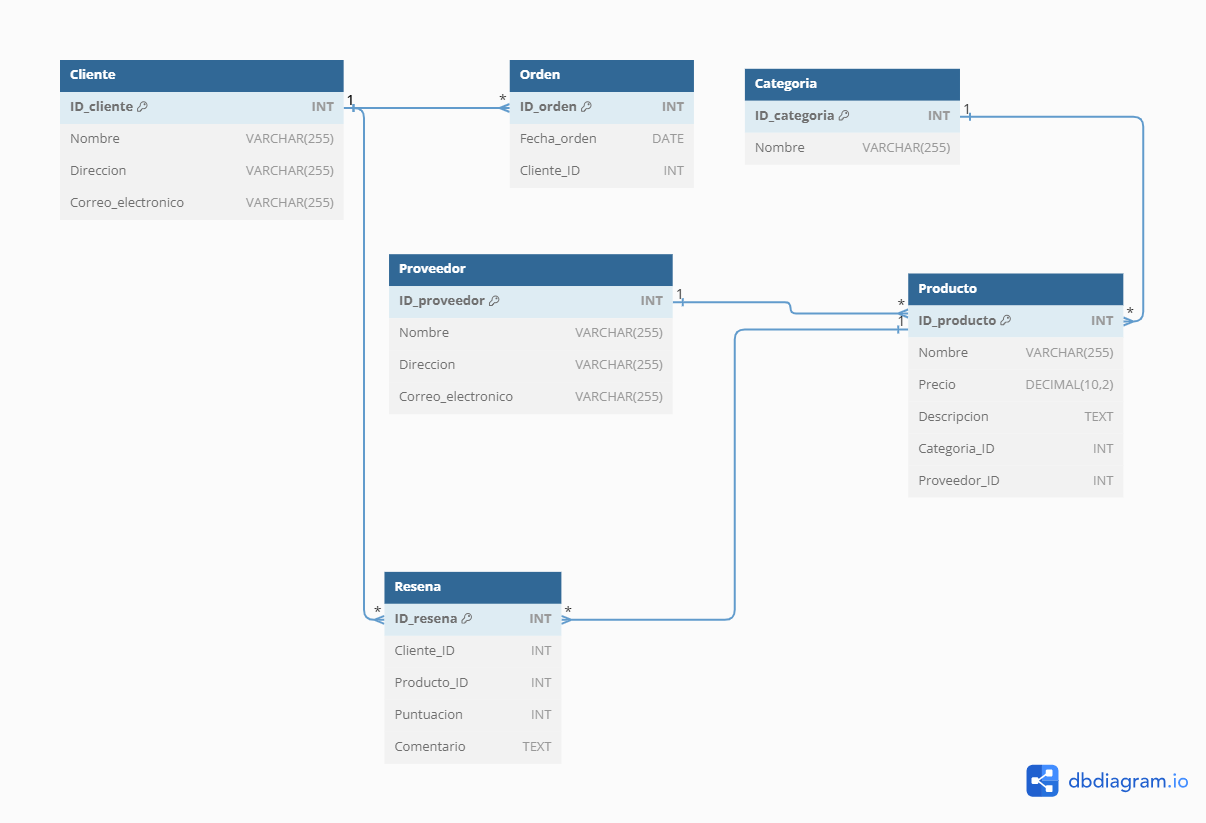 Cliente
ID_cliente INT
Nombre VARCHAR(255)
Direccion VARCHAR(255)
Correo_electronico VARCHAR(255)
1
*
Orden
ID_orden INT
Fecha_orden DATE
Cliente_ID INT
Categoria
ID_categoria INT
Nombre VARCHAR(255)
1
Proveedor
ID_proveedor INT
Nombre VARCHAR(255)
Direccion VARCHAR(255)
Correo_electronico VARCHAR(255)
1
*
1
Producto
ID_producto INT
Nombre VARCHAR(255)
Precio DECIMAL(10,2)
Descripcion TEXT
Categoria_ID INT
Proveedor_ID INT
*
*
Resena
ID_resena INT
Cliente_ID INT
Producto_ID INT
Puntuacion INT
Comentario TEXT
*
dbdiagram.io